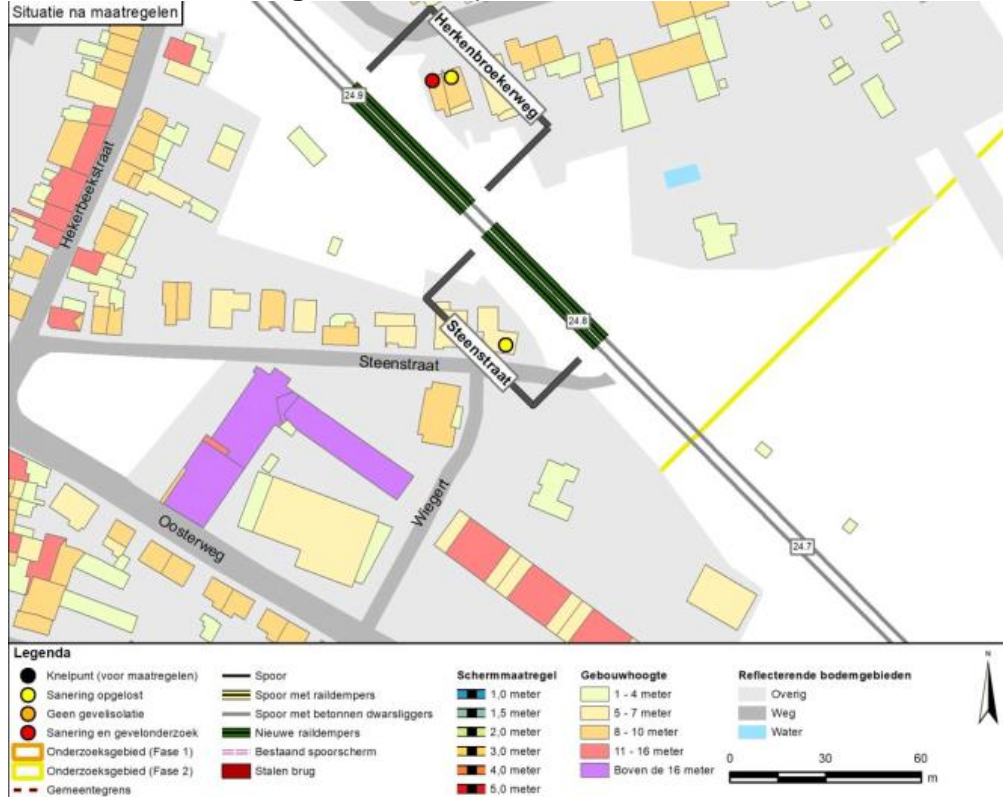 Situatie na maatregelen
Herkenbroekerweg
24.9
Hekerbeekstraat
24.8
Steenstraat
Steenstraat
Wiegert
Oosterweg
24.7
Legenda
Knelpunt (voor maatregelen)
Sanering opgelost
Geen gevelisolatie
Sanering en gevelonderzoek
Onderzoeksgebied (Fase 1)
Onderzoeksgebied (Fase 2)
Gemeentegrens
Spoor
Spoor met raildempers
Spoor met betonnen dwarsliggers
Nieuwe raildempers
Bestaand spoorscherm
Stalen brug
Schermmaatregel
1,0 meter
1,5 meter
2,0 meter
3,0 meter
4,0 meter
5,0 meter
Gebouwhoogte
1 - 4 meter
5 - 7 meter
8 - 10 meter
11 - 16 meter
Boven de 16 meter
Reflecterende bodemgebieden
Overig
Weg
Water
N
0 30 60
m